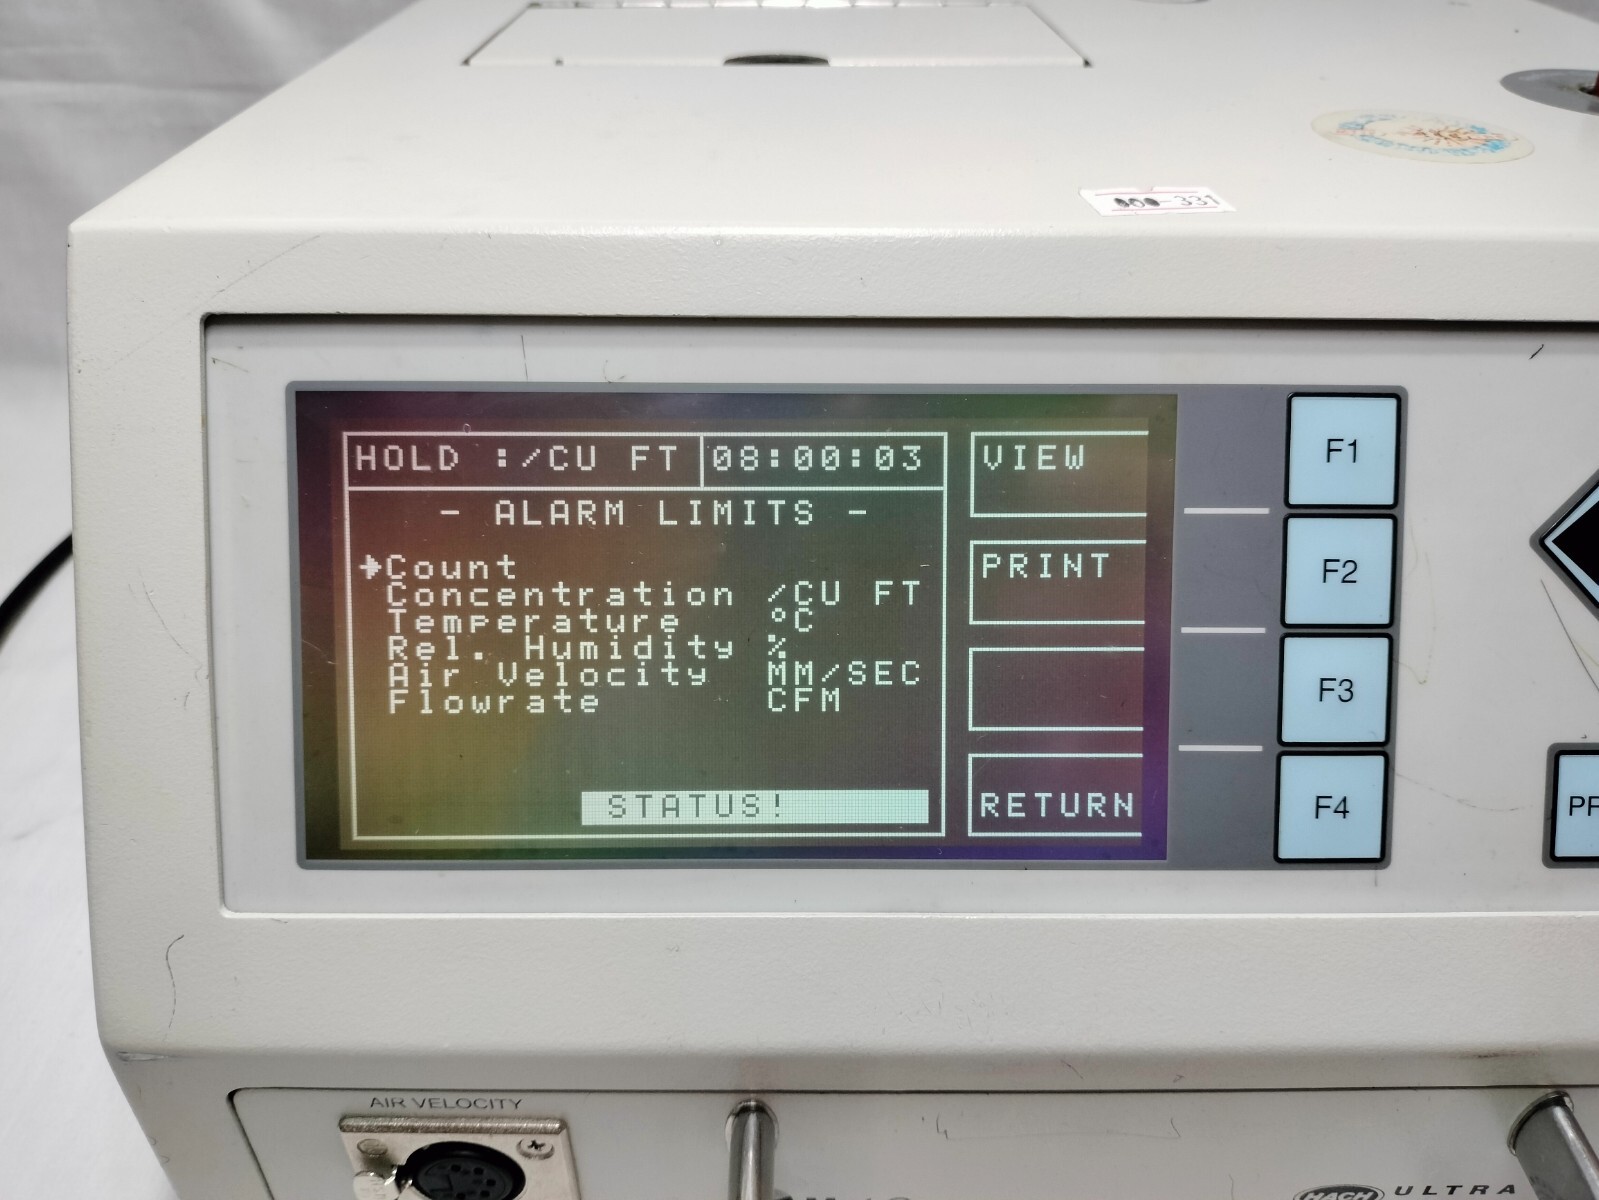 -331
HOLD :/CU FT 08:00:03
- ALARM LIMITS -
Count
Concentration /CU FT
Temperature °C
Rel. Humidity %
Air Velocity MM/SEC
Flowrate CFM
STATUS!
VIEW
PRINT
RETURN
F1
F2
F3
F4
AIR VELOCITY
HACH ULTRA